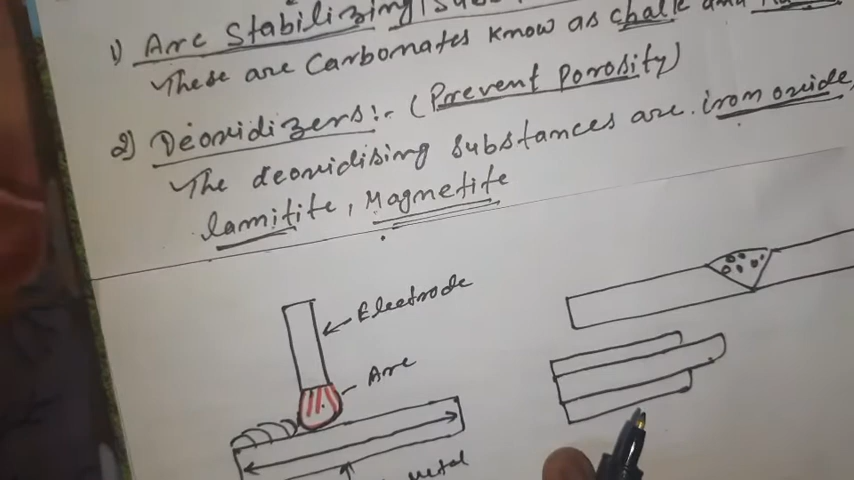 1) Arc Stabilizing
These are Carbonates Know as chalk and
2) Deoxidizers:- (Prevent Porosity)
The deoxidising substances are iron oxide,
lamitite, Magnetite
Electrode
Arc
metal